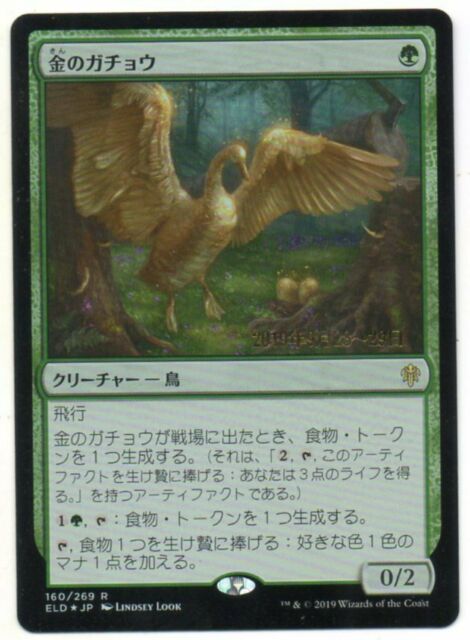 きん
金のガチョウ
2019年9月28~29日
クリーチャー — 鳥
飛行
金のガチョウが戦場に出たとき、食物・トーク
ンを1つ生成する。(それは、「2, , このアーティ
ファクトを生け贄に捧げる:あなたは3点のライフを得
る。」を持つアーティファクトである。)
1 , :食物・トークンを1つ生成する。
, 食物1つを生け贄に捧げる:好きな色1色の
マナ1点を加える。
0/2
160/269 R
ELD ★ JP LINDSEY LOOK
™ & © 2019 Wizards of the Coast